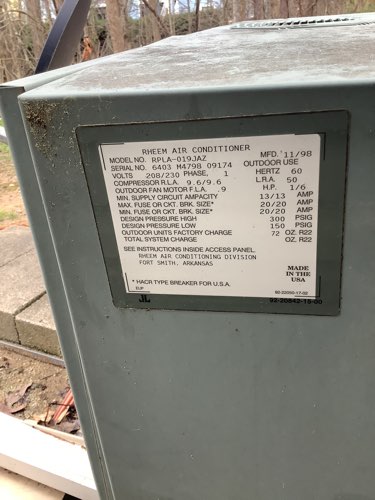 RHEEM AIR CONDITIONER
MODEL NO. RPLA-019JAZ MFD. 11/98
SERIAL NO. 6403 M4798 09174 OUTDOOR USE
VOLTS 208/230 PHASE, 1 HERTZ 60
COMPRESSOR R.L.A. 9.6/9.6 L.R.A. 50
OUTDOOR FAN MOTOR F.L.A. .9 H.P. 1/6
MIN. SUPPLY CIRCUIT AMPACITY 13/13 AMP
MAX. FUSE OR CKT. BRK. SIZE* 20/20 AMP
MIN. FUSE OR CKT. BRK. SIZE* 20/20 AMP
DESIGN PRESSURE HIGH 300 PSIG
DESIGN PRESSURE LOW 150 PSIG
OUTDOOR UNITS FACTORY CHARGE 72 OZ. R22
TOTAL SYSTEM CHARGE OZ. R22
SEE INSTRUCTIONS INSIDE ACCESS PANEL
RHEEM AIR CONDITIONING DIVISION
FORT SMITH, ARKANSAS
MADE
IN THE
USA
* HACR TYPE BREAKER FOR U.S.A.